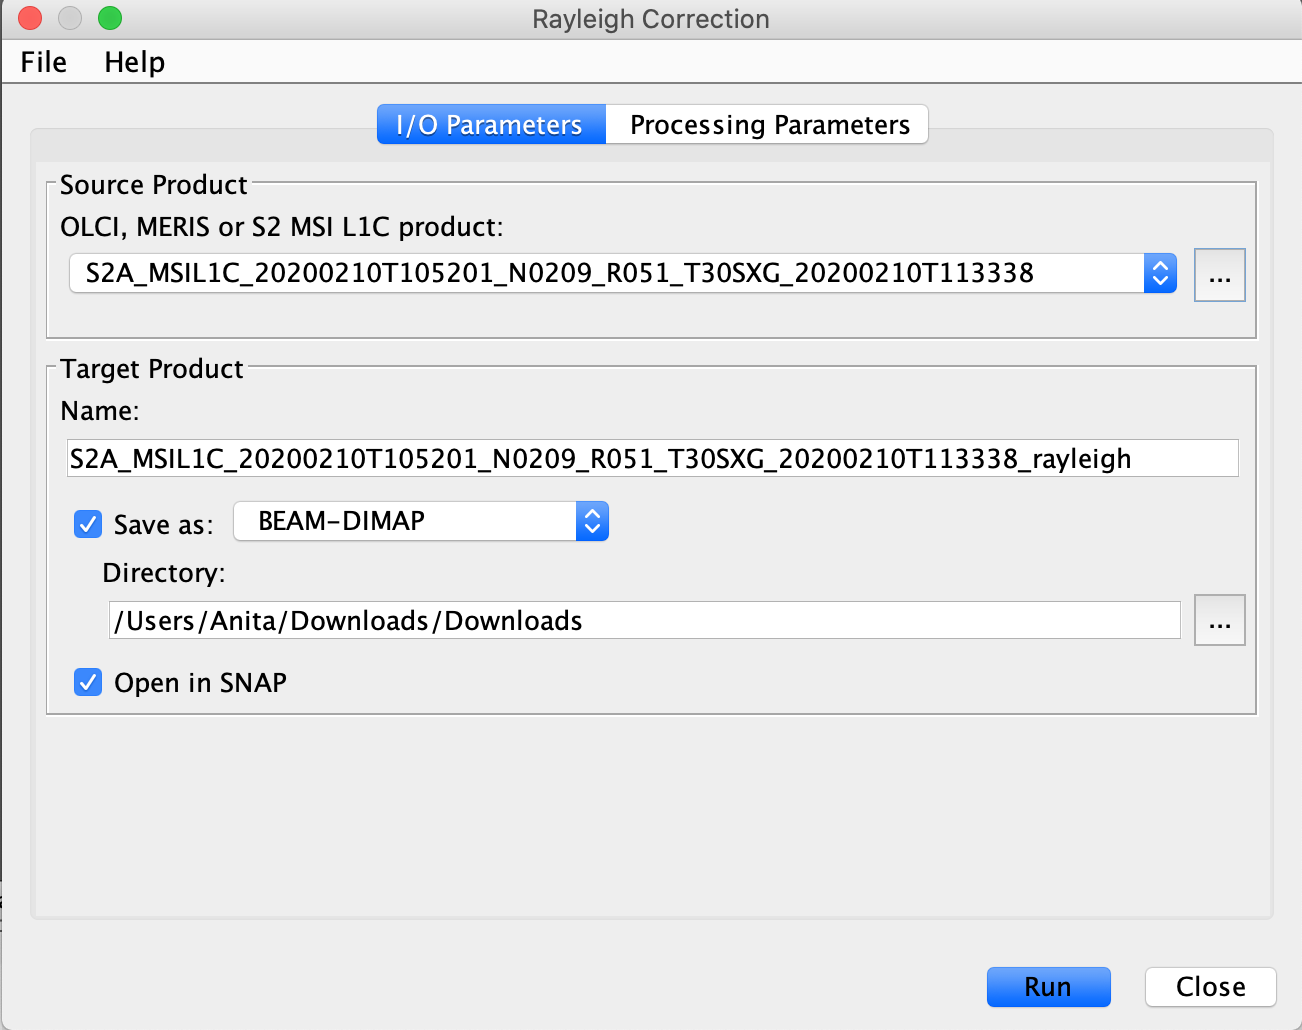 Rayleigh Correction
File Help
I/O Parameters Processing Parameters
Source Product
OLCI, MERIS or S2 MSI L1C product:
S2A_MSIL1C_20200210T105201_N0209_R051_T30SXG_20200210T113338 ...
Target Product
Name:
S2A_MSIL1C_20200210T105201_N0209_R051_T30SXG_20200210T113338_rayleigh
Save as: BEAM-DIMAP
Directory:
/Users/Anita/Downloads/Downloads ...
Open in SNAP
Run Close